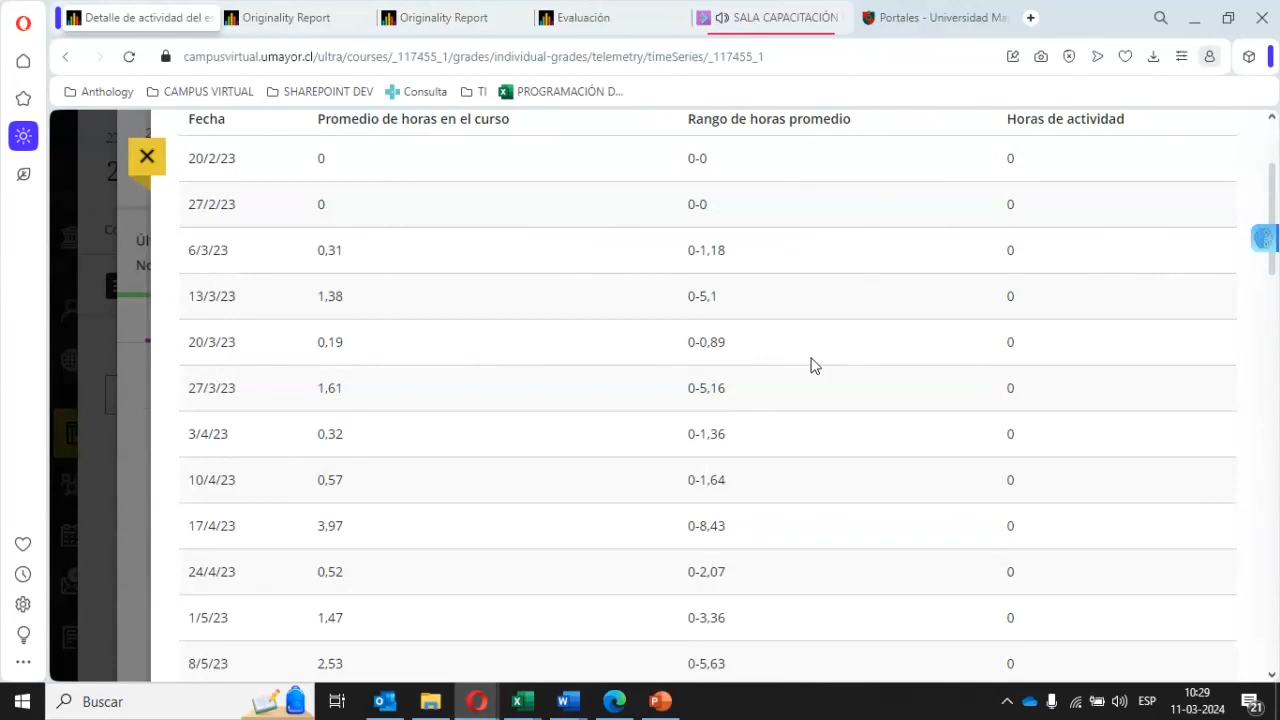 Detalle de actividad del es
Originality Report
Originality Report
Evaluación
SALA CAPACITACIÓN
Portales - Universidad Ma
campusvirtual.umayor.cl/ultra/courses/_117455_1/grades/individual-grades/telemetry/timeSeries/_117455_1
Anthology
CAMPUS VIRTUAL
SHAREPOINT DEV
Consulta
TI
PROGRAMACIÓN D...
Fecha Promedio de horas en el curso Rango de horas promedio Horas de actividad
20/2/23 0 0-0 0
27/2/23 0 0-0 0
6/3/23 0,31 0-1,18 0
13/3/23 1,38 0-5,1 0
20/3/23 0,19 0-0,89 0
27/3/23 1,61 0-5,16 0
3/4/23 0,32 0-1,36 0
10/4/23 0,57 0-1,64 0
17/4/23 3,97 0-8,43 0
24/4/23 0,52 0-2,07 0
1/5/23 1,47 0-3,36 0
8/5/23 2,53 0-5,63 0
Úl
No
Buscar
ESP
10:29
11-03-2024
21